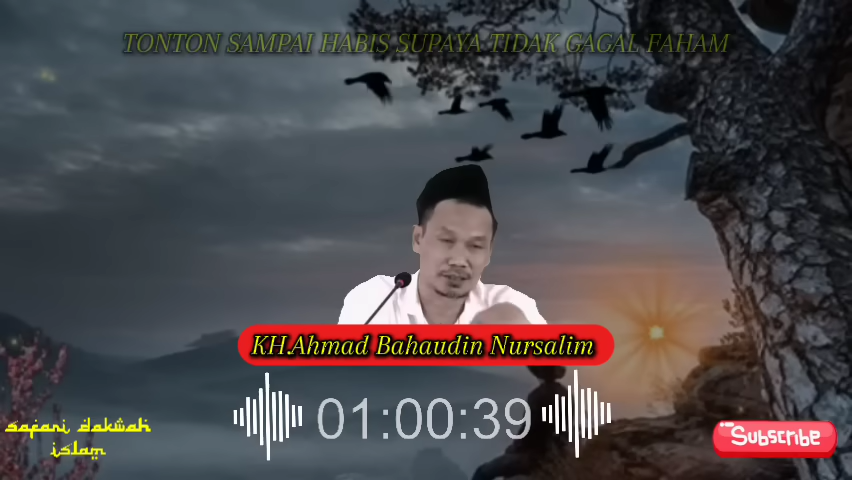 TONTON SAMPAI HABIS SUPAYA TIDAK GAGAL FAHAM
KH.Ahmad Bahaudin Nursalim
01:00:39
safari dakwah
islam
Subscribe